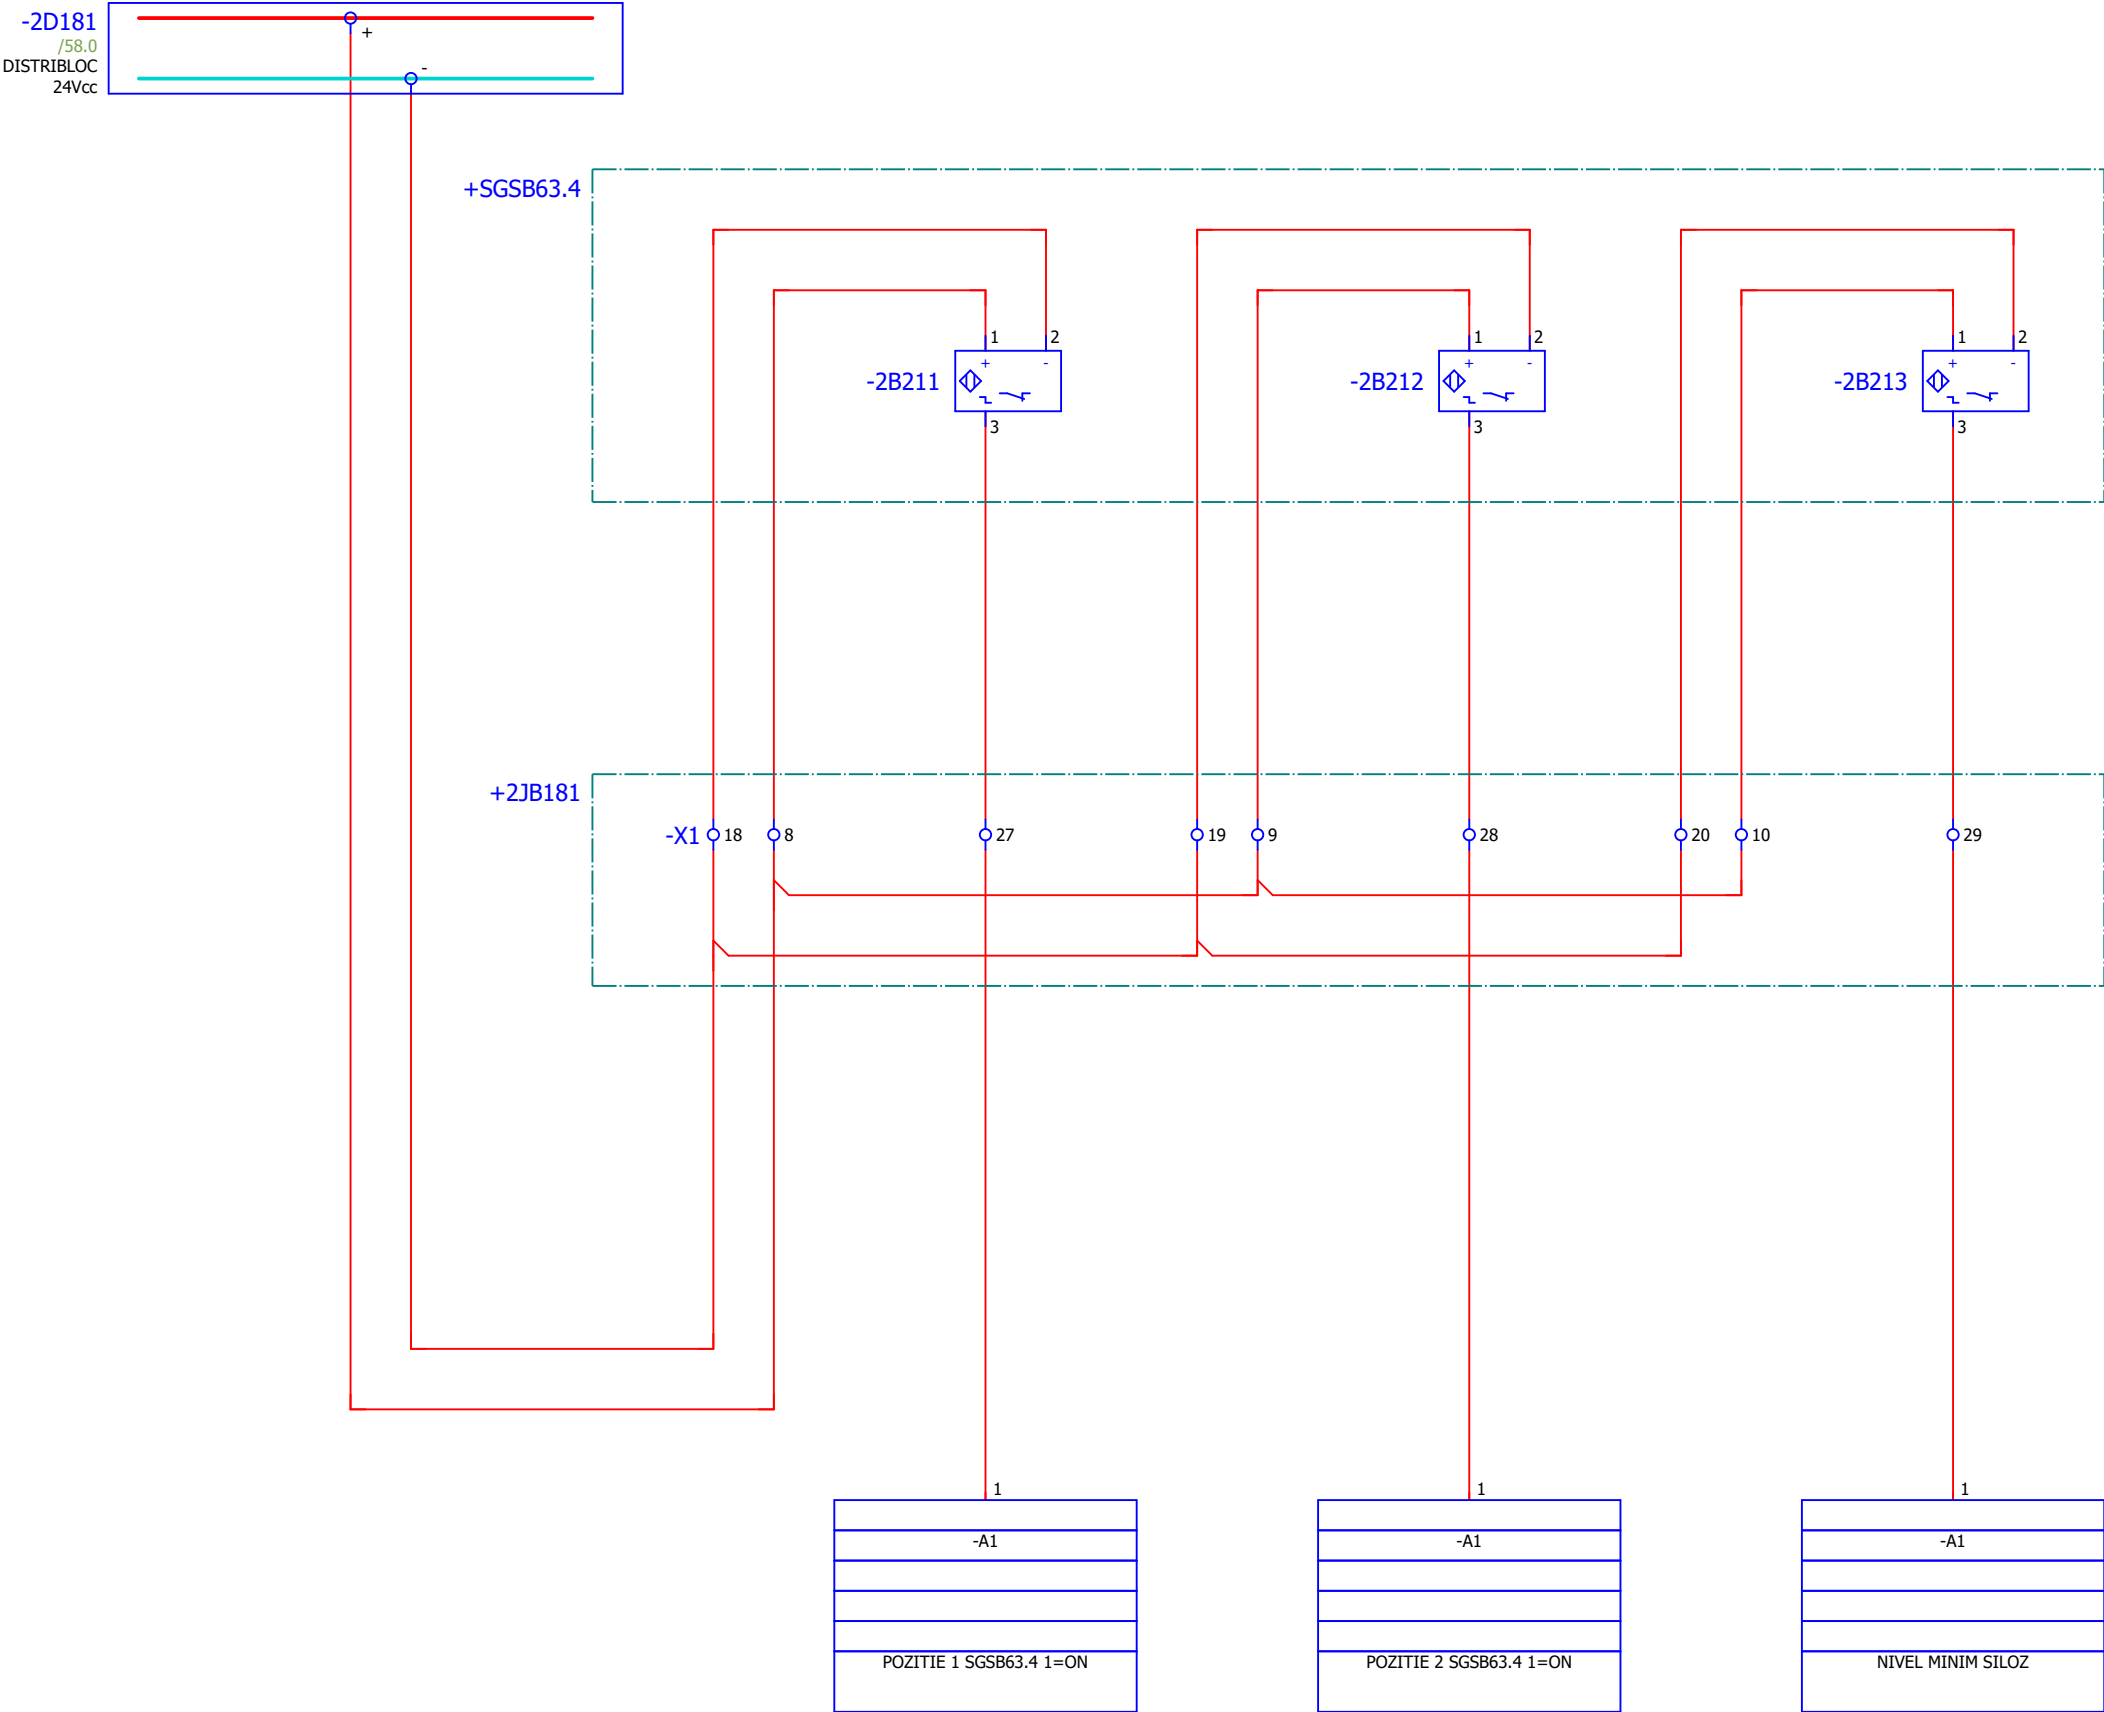 -2D181
/58.0
DISTRIBLOC
24Vcc
+
-
+SGSB63.4
1 2
+ -
-2B211
3
1 2
+ -
-2B212
3
1 2
+ -
-2B213
3
+2JB181
-X1 18 8 27 19 9 28 20 10 29
1 1 1
-A1 -A1 -A1
POZITIE 1 SGSB63.4 1=ON
POZITIE 2 SGSB63.4 1=ON
NIVEL MINIM SILOZ